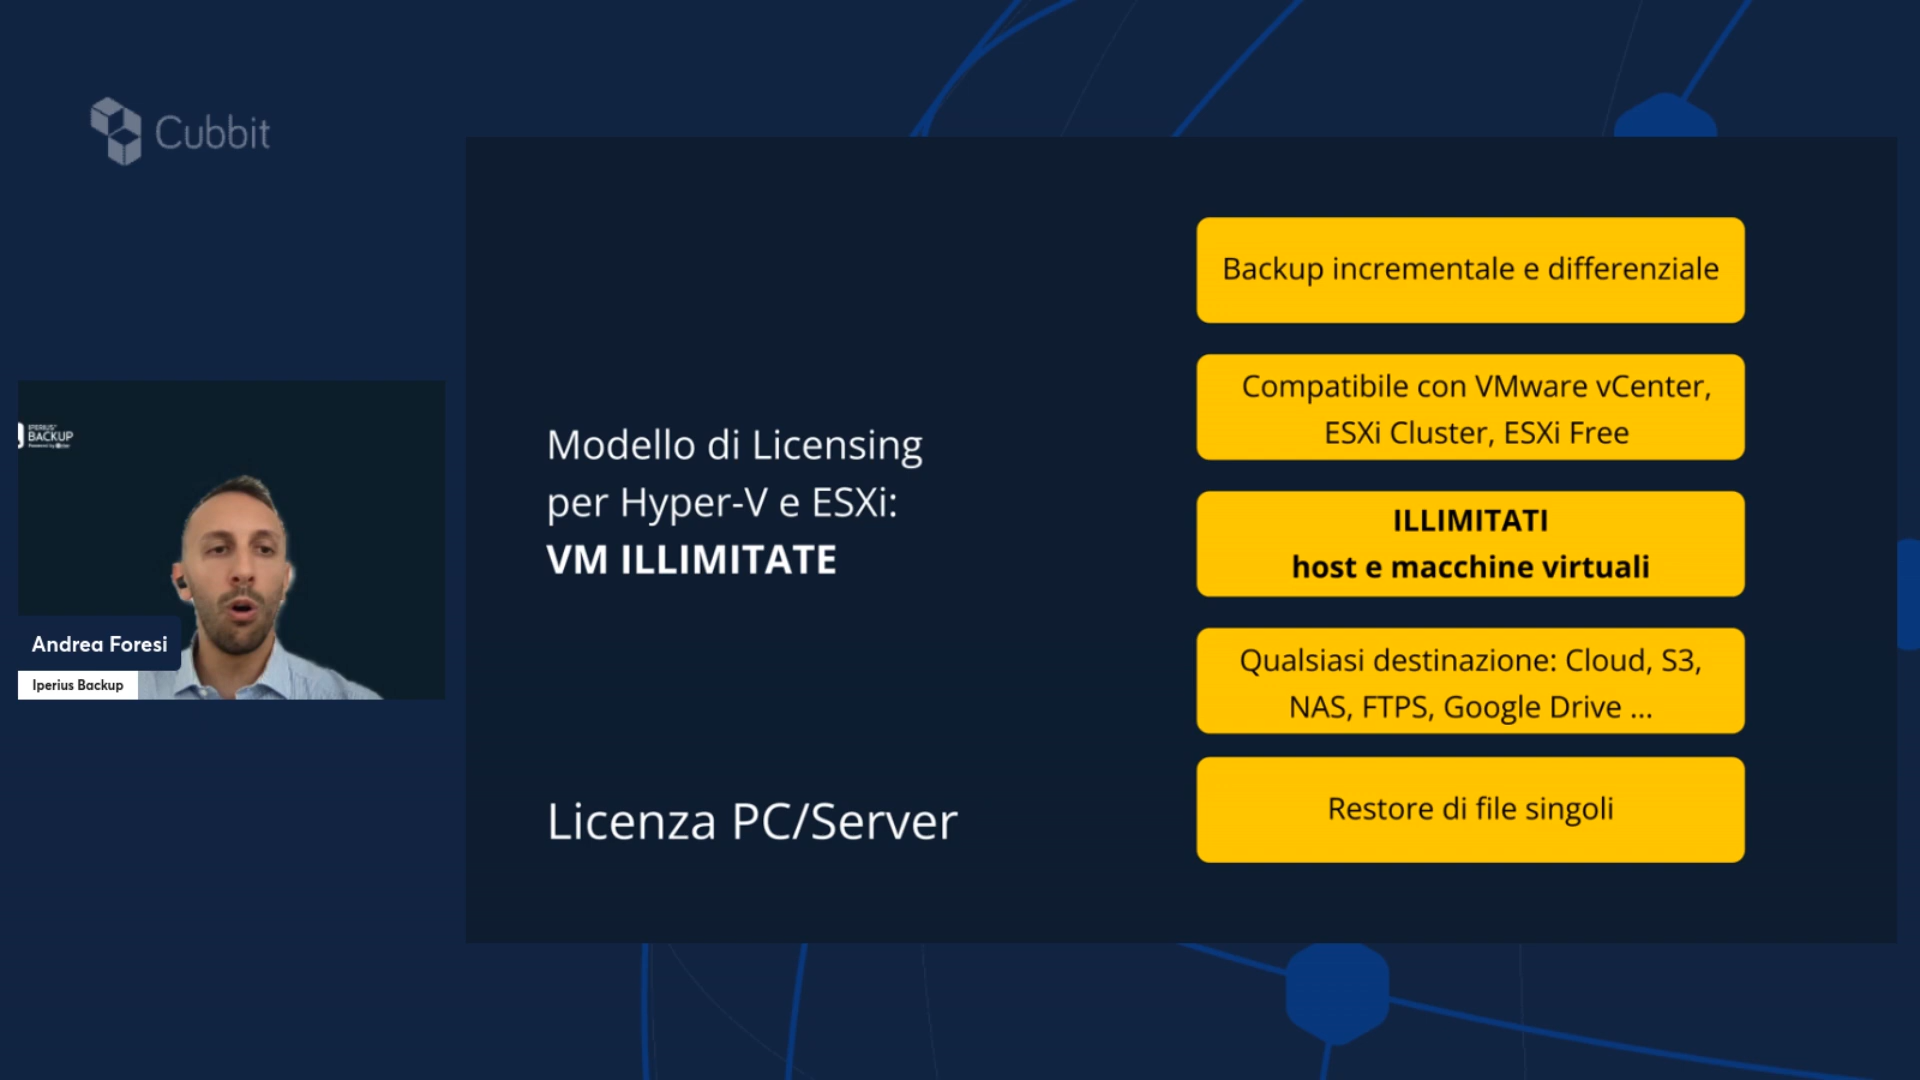 Cubbit
IPERIUS
BACKUP
Andrea Foresi
Iperius Backup
Modello di Licensing
per Hyper-V e ESXi:
VM ILLIMITATE
Licenza PC/Server
Backup incrementale e differenziale
Compatibile con VMware vCenter,
ESXi Cluster, ESXi Free
ILLIMITATI
host e macchine virtuali
Qualsiasi destinazione: Cloud, S3,
NAS, FTPS, Google Drive ...
Restore di file singoli